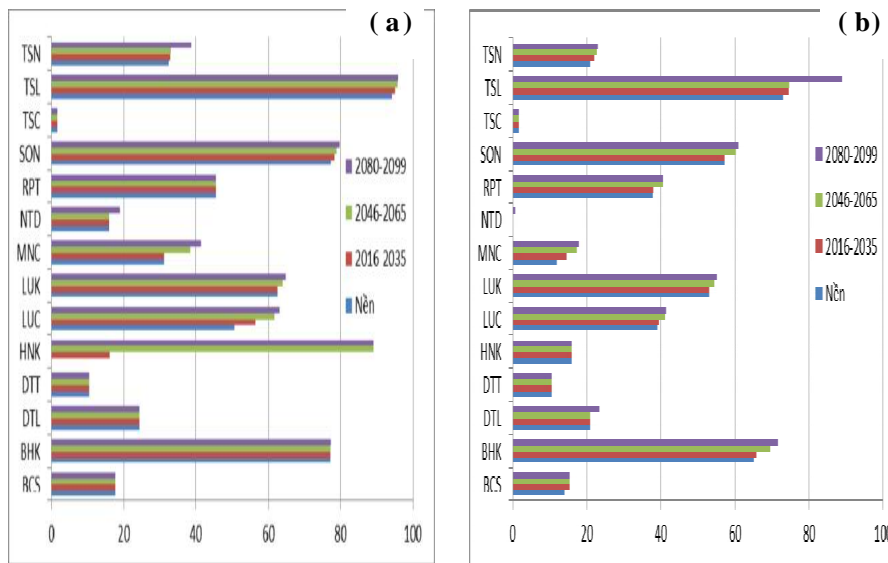 ( a )
TSN
TSL
TSC
SON
RPT
NTD
MNC
LUK
LUC
HNK
DTT
DTL
BHK
BCS
2080-2099
2046-2065
2016-2035
Nền
0 20 40 60 80 100
( b )
TSN
TSL
TSC
SON
RPT
NTD
MNC
LUK
LUC
HNK
DTT
DTL
BHK
BCS
2080-2099
2046-2065
2016-2035
Nền
0 20 40 60 80 100